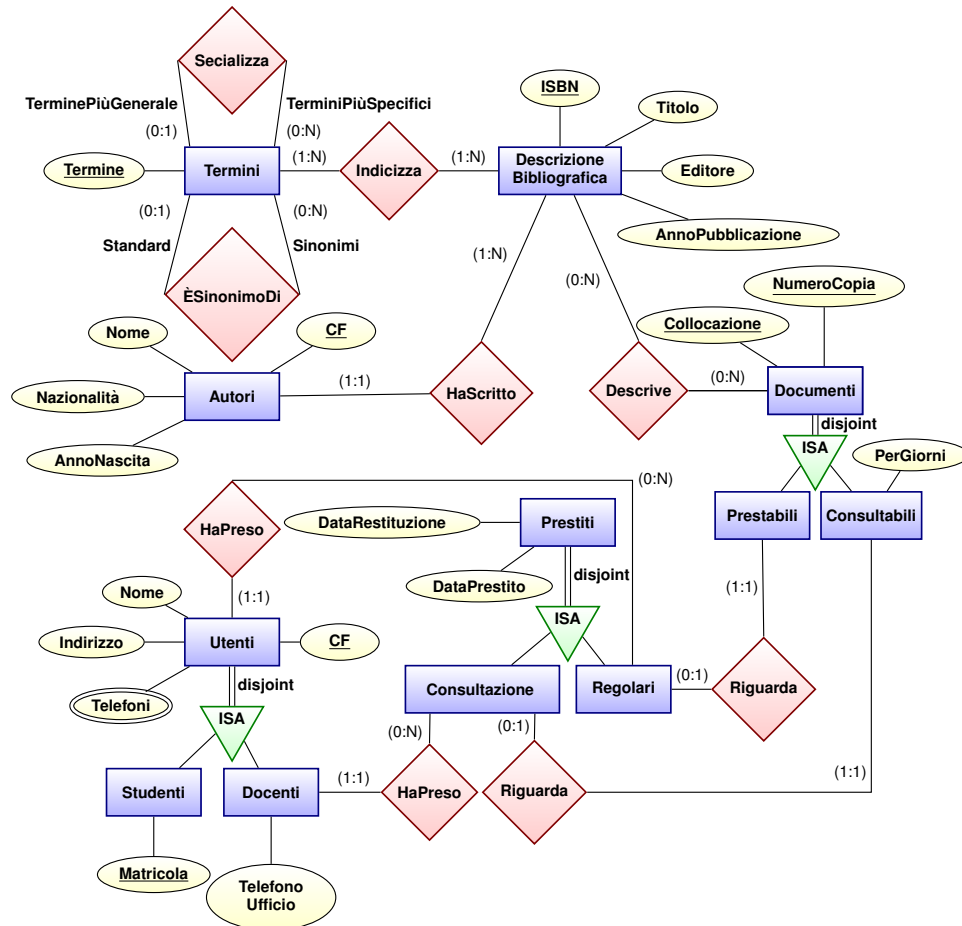 Secializza
TerminePiùGenerale
TerminiPiùSpecifici
(0:1)
(0:N)
ISBN
Titolo
Termine
Termini
(1:N)
Indicizza
(1:N)
Descrizione
Bibliografica
Editore
AnnoPubblicazione
(0:1)
(0:N)
Standard
Sinonimi
ÈSinonimoDi
(1:N)
(0:N)
NumeroCopia
Collocazione
Nome
CF
Nazionalità
Autori
(1:1)
HaScritto
Descrive
(0:N)
Documenti
AnnoNascita
disjoint
ISA
PerGiorni
(0:N)
HaPreso
DataRestituzione
Prestiti
Prestabili
Consultabili
DataPrestito
disjoint
(1:1)
(1:1)
Nome
ISA
Indirizzo
Utenti
CF
Telefoni
disjoint
Consultazione
Regolari
(0:1)
Riguarda
ISA
(0:N)
(0:1)
Studenti
Docenti
(1:1)
HaPreso
Riguarda
(1:1)
Matricola
Telefono
Ufficio